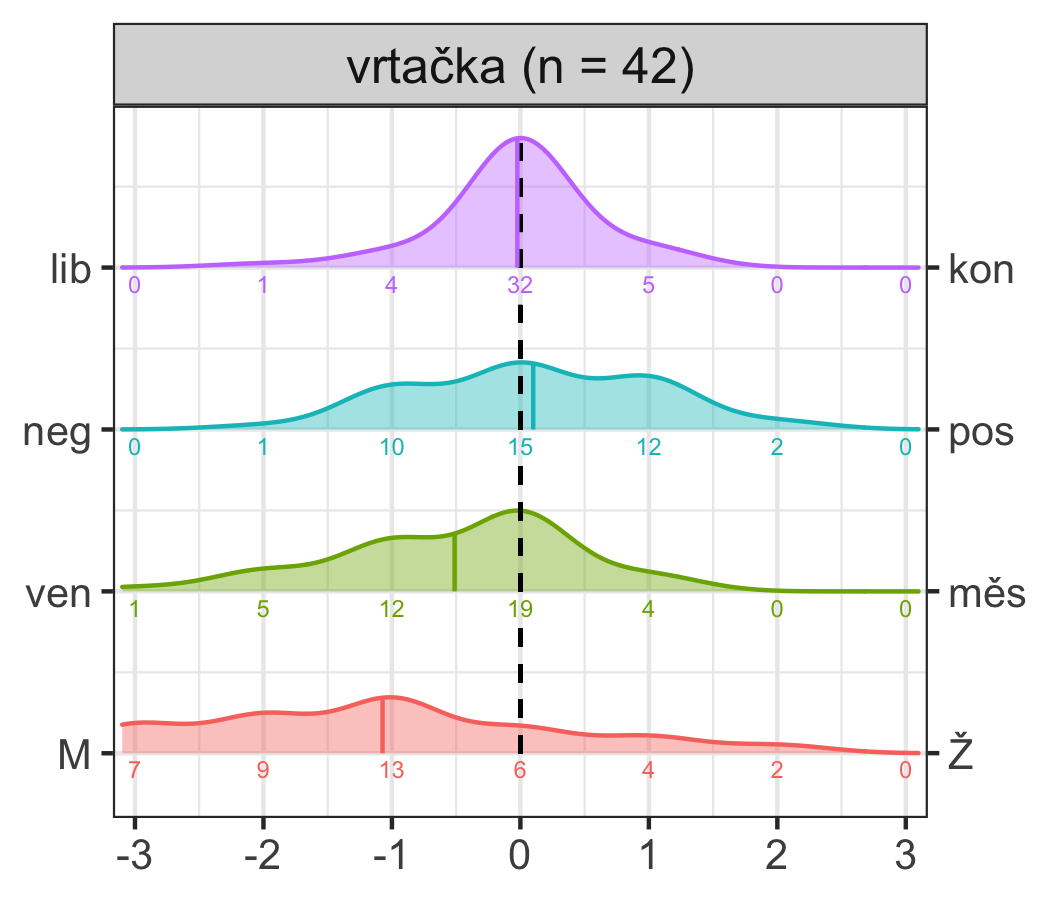 vrtačka (n = 42)
lib kon
0 1 4 32 5 0 0
neg pos
0 1 10 15 12 2 0
ven měs
1 5 12 19 4 0 0
M Ž
7 9 13 6 4 2 0
-3 -2 -1 0 1 2 3